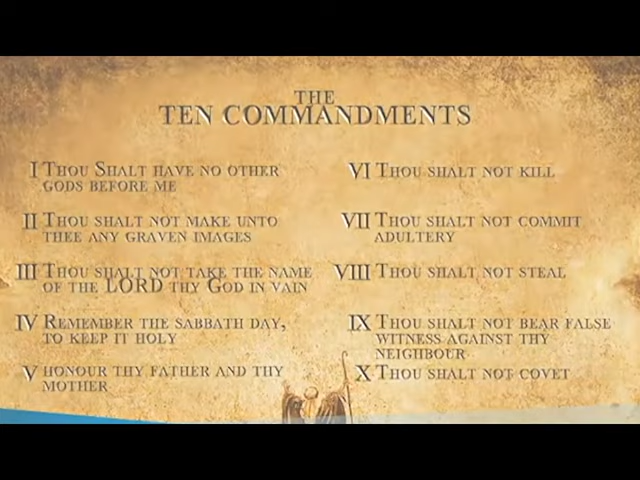 THE
TEN COMMANDMENTS
I THOU SHALT HAVE NO OTHER
GODS BEFORE ME
II THOU SHALT NOT MAKE UNTO
THEE ANY GRAVEN IMAGES
III THOU SHALT NOT TAKE THE NAME
OF THE LORD THY GOD IN VAIN
IV REMEMBER THE SABBATH DAY,
TO KEEP IT HOLY
V HONOUR THY FATHER AND THY
MOTHER
VI THOU SHALT NOT KILL
VII THOU SHALT NOT COMMIT
ADULTERY
VIII THOU SHALT NOT STEAL
IX THOU SHALT NOT BEAR FALSE
WITNESS AGAINST THY
NEIGHBOUR
X THOU SHALT NOT COVET